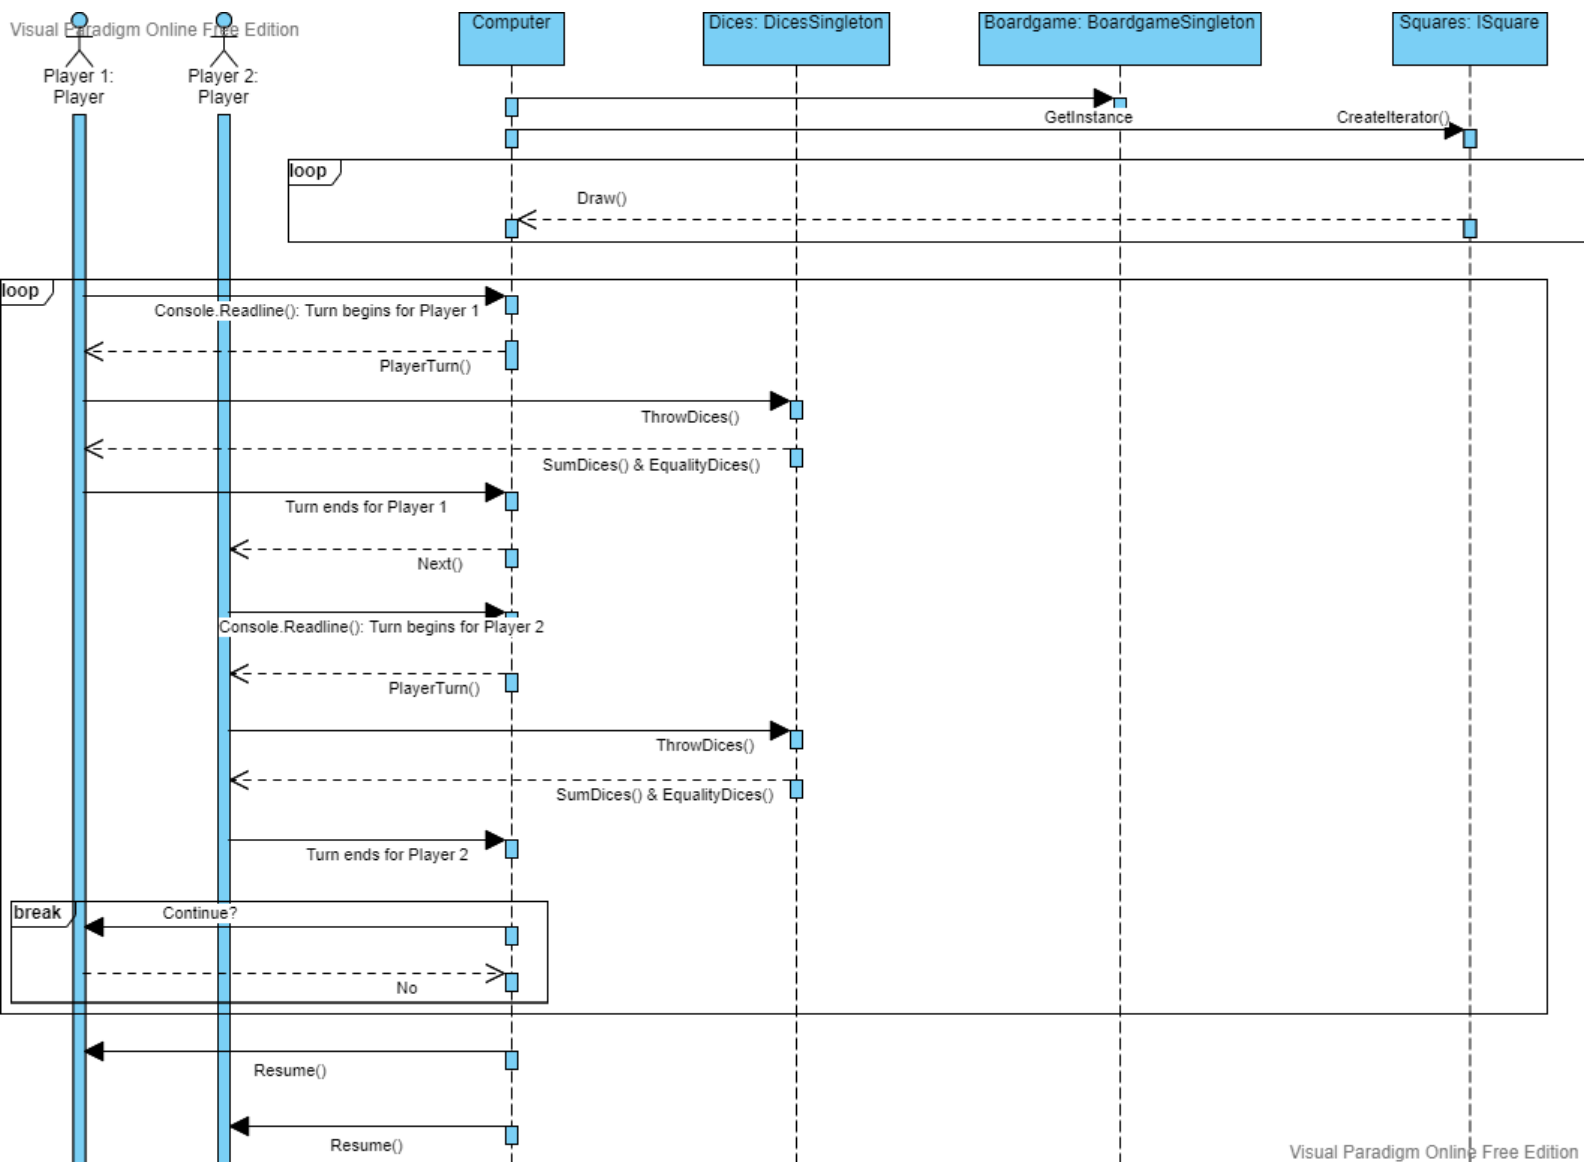 Visual Paradigm Online Free Edition
Player 1:
Player
Player 2:
Player
Computer
Dices: DicesSingleton
Boardgame: BoardgameSingleton
Squares: ISquare
GetInstance
CreateIterator()
loop
Draw()
loop
Console.Readline(): Turn begins for Player 1
PlayerTurn()
ThrowDices()
SumDices() & EqualityDices()
Turn ends for Player 1
Next()
Console.Readline(): Turn begins for Player 2
PlayerTurn()
ThrowDices()
SumDices() & EqualityDices()
Turn ends for Player 2
break
Continue?
No
Resume()
Resume()
Visual Paradigm Online Free Edition